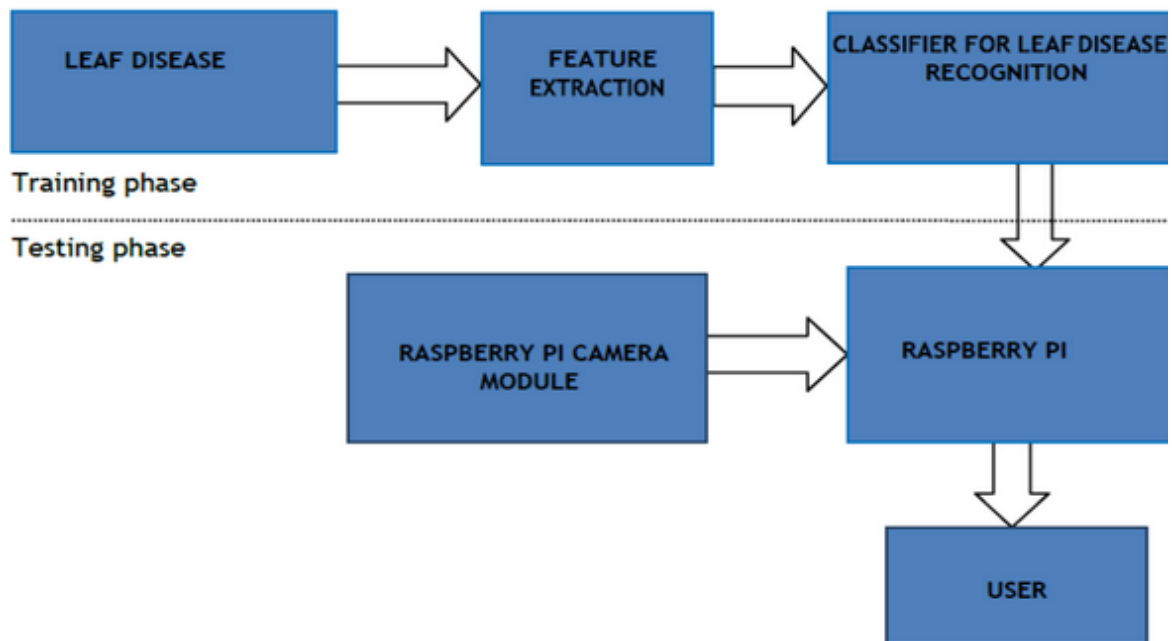 LEAF DISEASE
FEATURE
EXTRACTION
CLASSIFIER FOR LEAF DISEASE
RECOGNITION
Training phase
Testing phase
RASPBERRY PI CAMERA
MODULE
RASPBERRY PI
USER